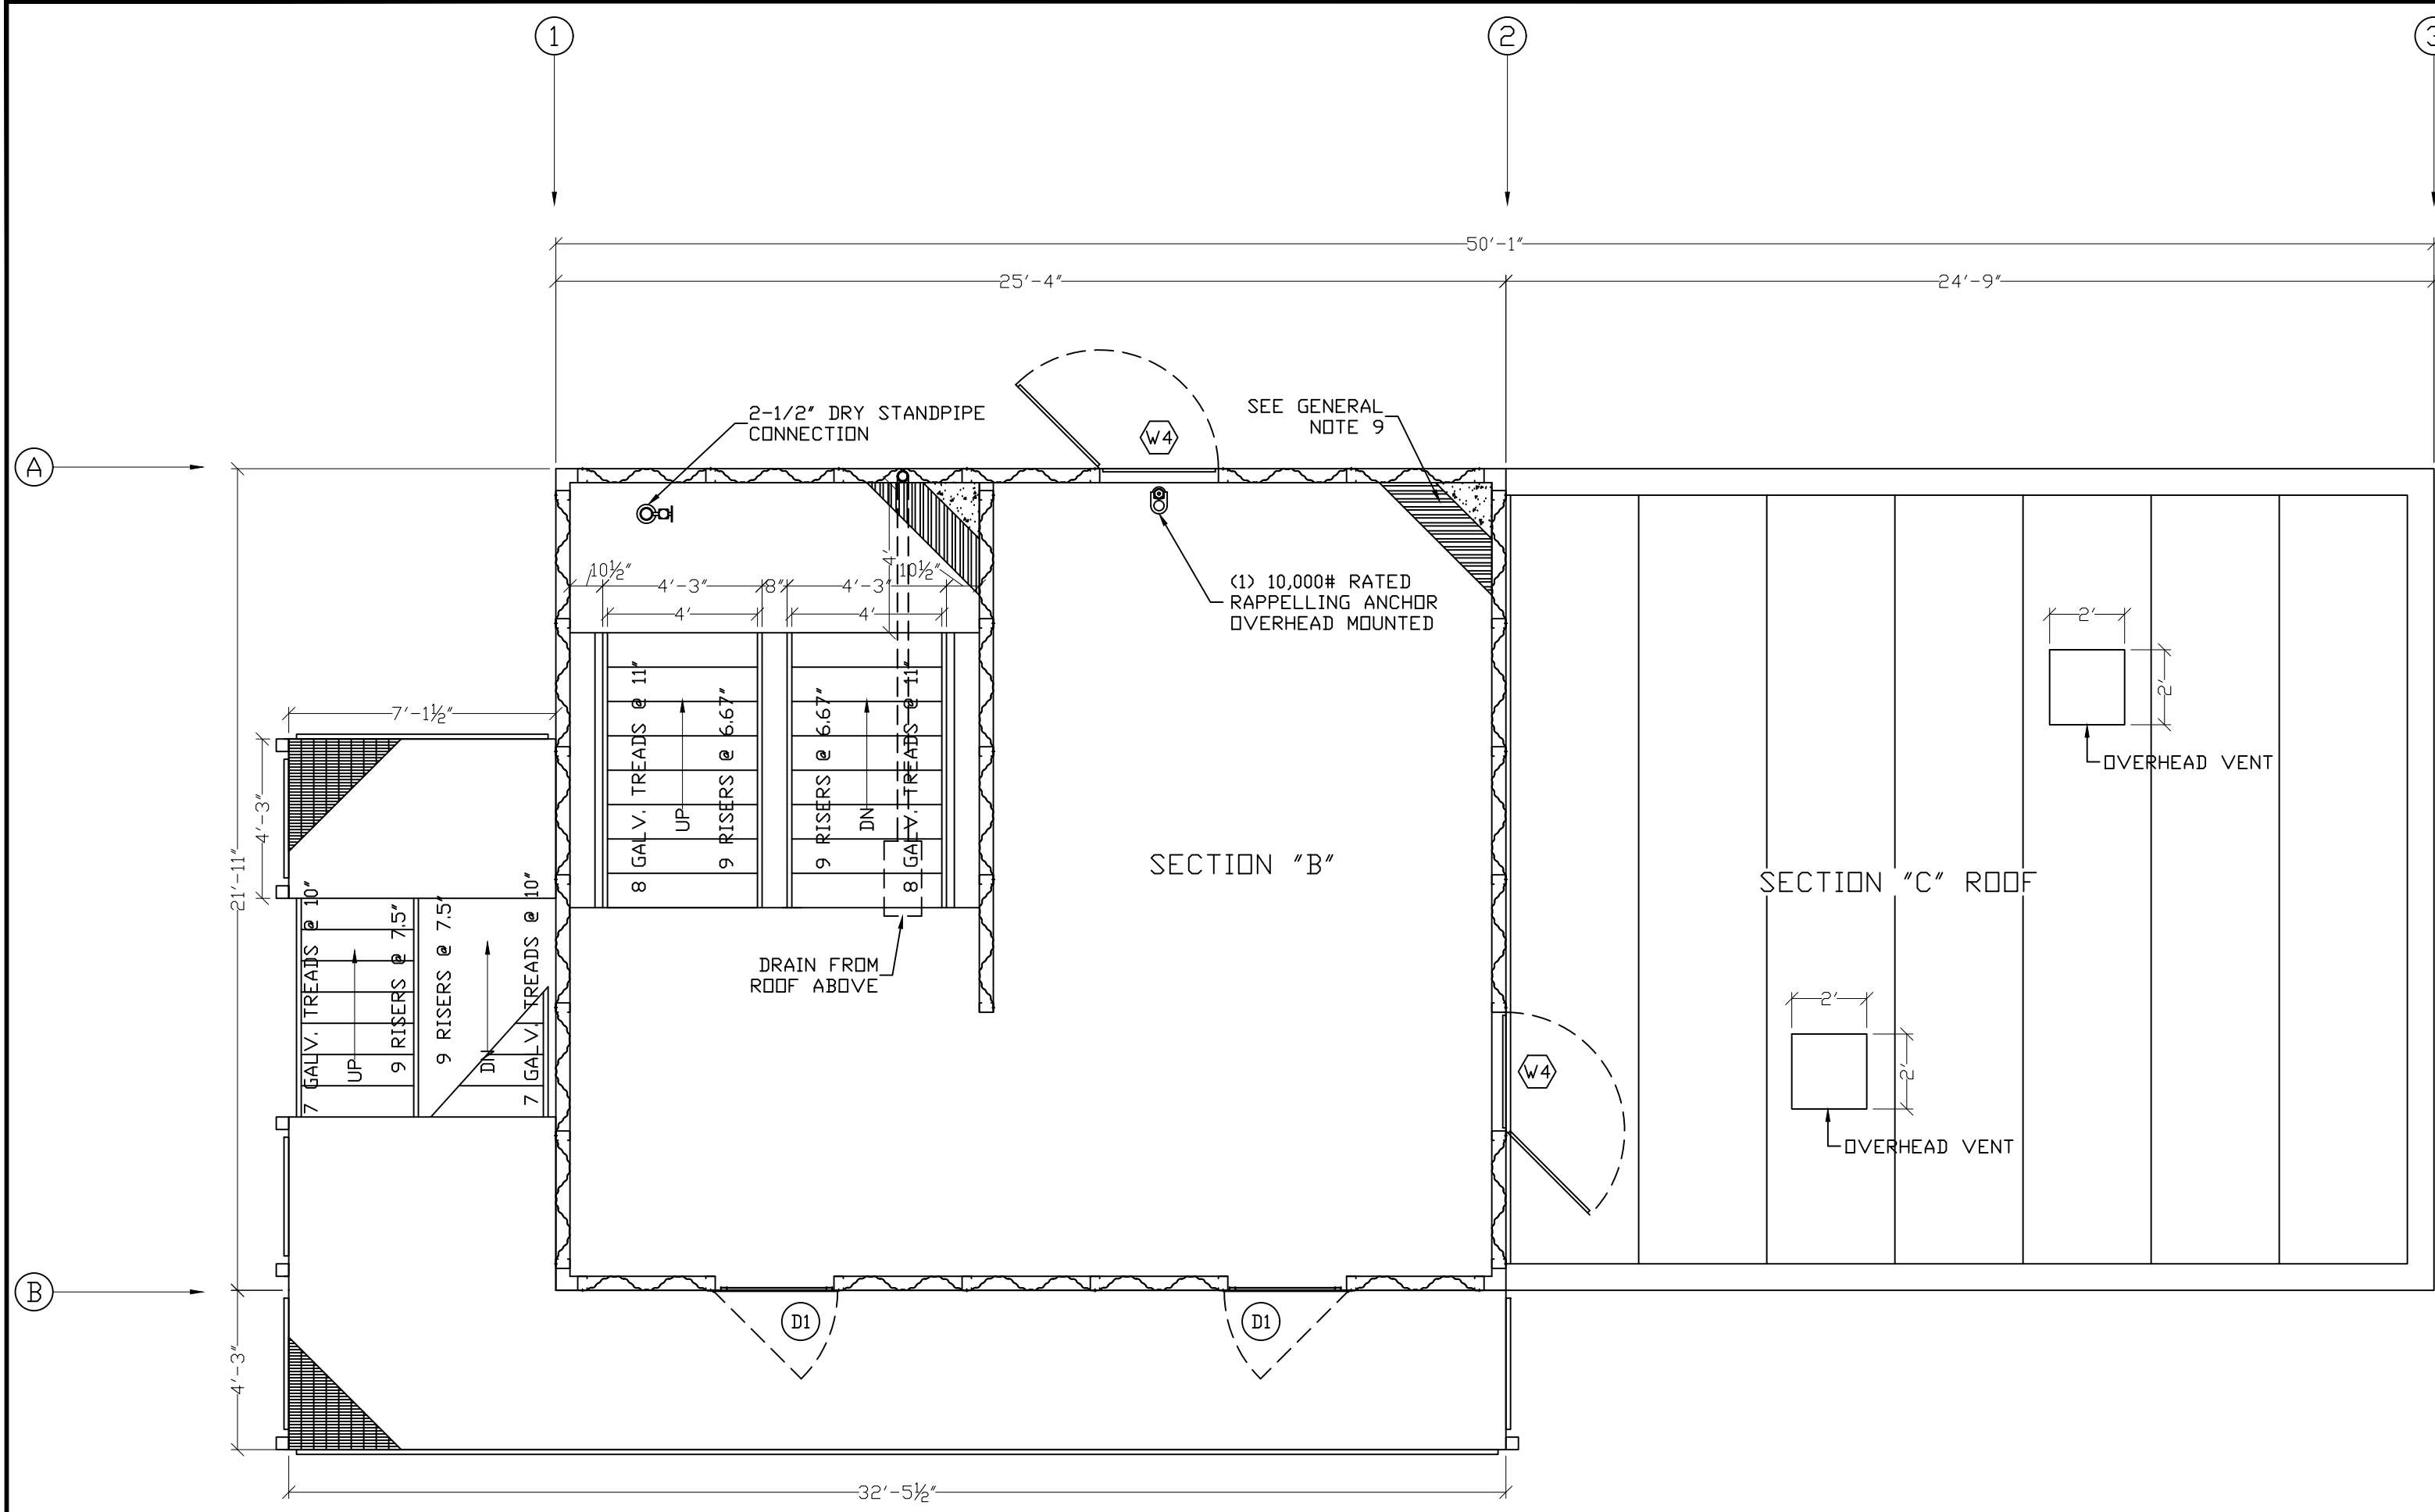 1
2
3
50'-1"
25'-4"
24'-9"
2-1/2" DRY STANDPIPE
CONNECTION
W4
SEE GENERAL
NOTE 9
A
10½"
4'-3"
8"
4'-3"
10½"
4'
4'
4'
(1) 10,000# RATED
RAPPELLING ANCHOR
OVERHEAD MOUNTED
2'
2'
OVERHEAD VENT
8 GALV. TREADS @ 11"
UP
9 RISERS @ 6.67"
9 RISERS @ 6.67"
DN
8 GALV. TREADS @ 11"
7'-1½"
4'-3"
21'-11"
SECTION "B"
SECTION "C" ROOF
7 GALV. TREADS @ 10"
UP
9 RISERS @ 7.5"
9 RISERS @ 7.5"
DN
7 GALV. TREADS @ 10"
DRAIN FROM
ROOF ABOVE
2'
2'
W4
OVERHEAD VENT
B
D1
D1
4'-3"
32'-5½"